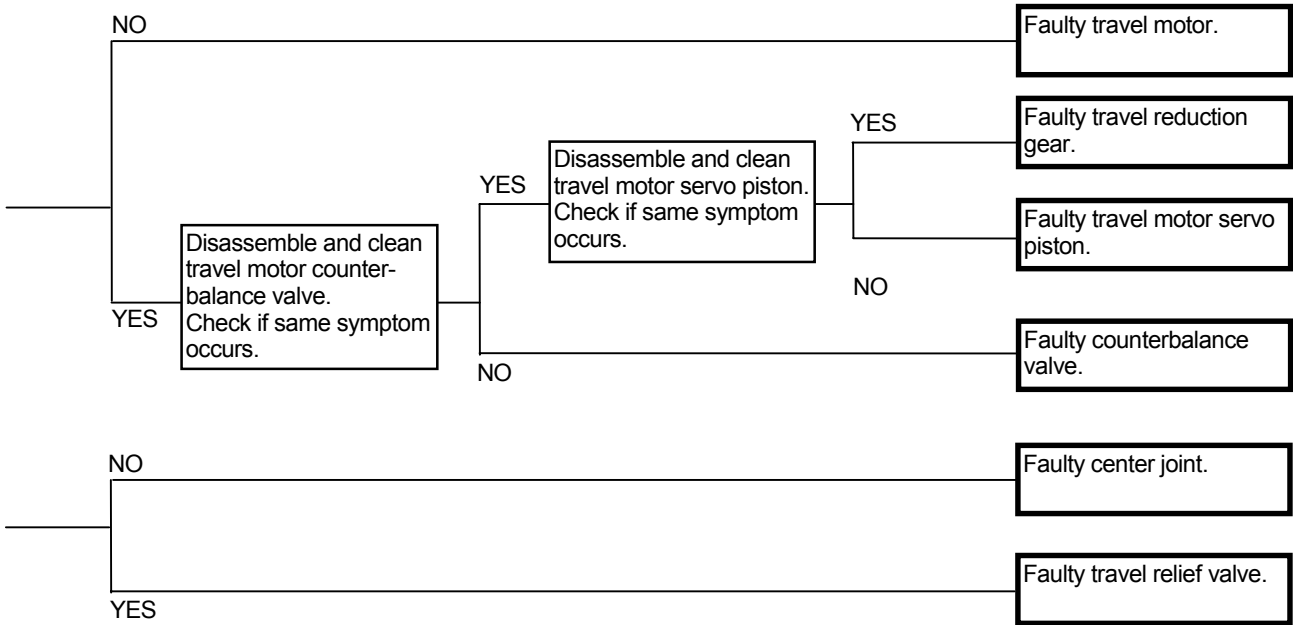 NO
Faulty travel motor.
YES
Faulty travel reduction
gear.
Disassemble and clean
travel motor servo piston.
Check if same symptom
occurs.
YES
Faulty travel motor servo
piston.
NO
Disassemble and clean
travel motor counter-
balance valve.
Check if same symptom
occurs.
YES
Faulty counterbalance
valve.
NO
NO
Faulty center joint.
Faulty travel relief valve.
YES